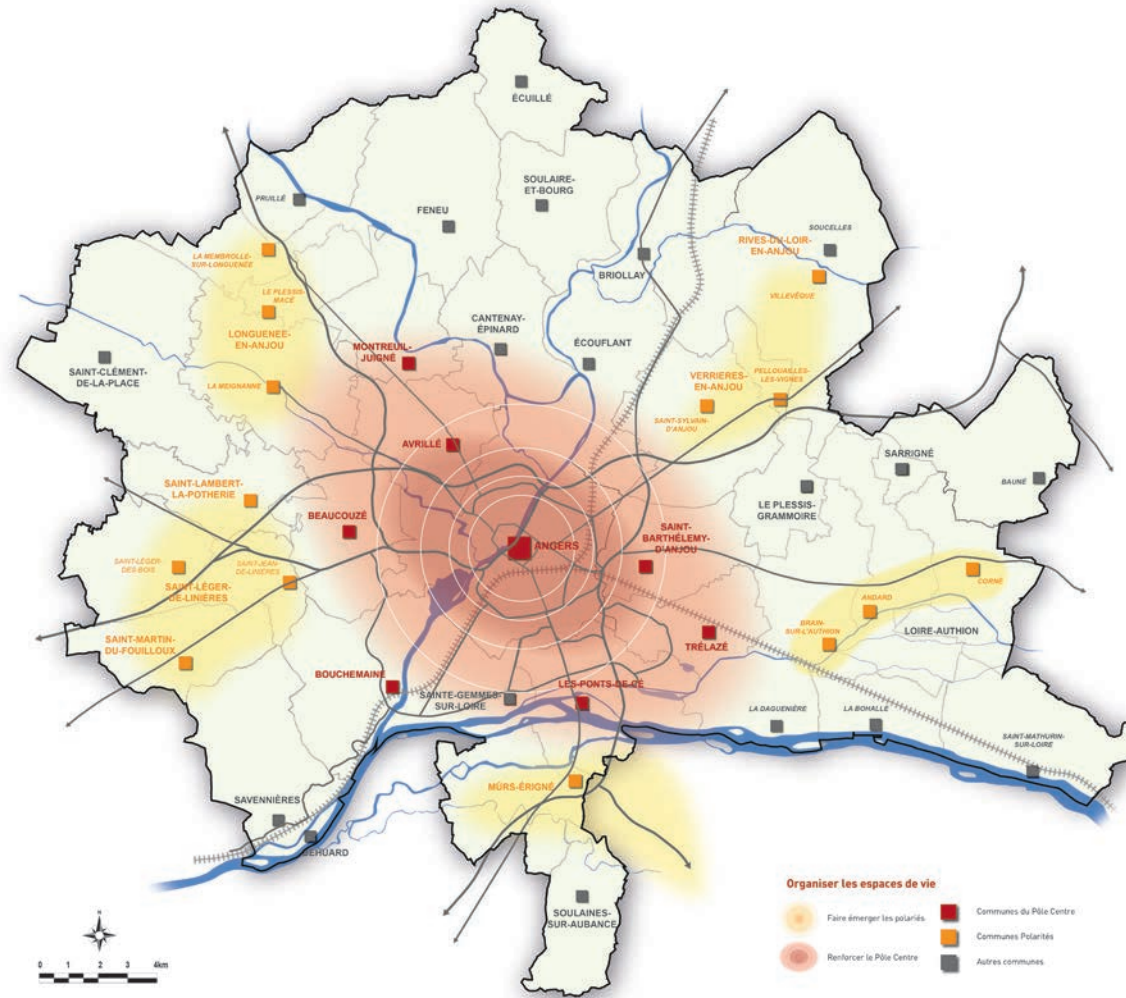 ÉCUILLÉ
SOULAIRE-
ET-BOURG
PRUILLÉ
FENEU
SOUCELLES
RIVES-DU-LOIR-
EN-ANJOU
BRIOLLAY
VILLEVÊQUE
LA MEMBROLLE-
SUR-LONGUENÉE
LE PLESSIS-
MACÉ
LONGUENEE-
EN-ANJOU
CANTENAY-
ÉPINARD
ÉCOUFLANT
MONTREUIL-
JUIGNÉ
SAINT-CLÉMENT-
DE-LA-PLACE
LA MEIGNANNE
VERRIERES-
EN-ANJOU
PELLOUAILLES-
LES-VIGNES
SAINT-SYLVAIN-
D'ANJOU
AVRILLÉ
SARRIGNÉ
BAUNÉ
SAINT-LAMBERT-
LA-POTHERIE
LE PLESSIS-
GRAMMOIRE
BEAUCOUZÉ
ANGERS
SAINT-
BARTHÉLEMY-
D'ANJOU
SAINT-LÉGER-
DES-BOIS
SAINT-JEAN-
DE-LINIÈRES
SAINT-LÉGER-
DE-LINIÈRES
CORNÉ
ANDARD
BRAIN-
SUR-L'AUTHION
LOIRE-AUTHION
SAINT-MARTIN-
DU-FOUILLOUX
TRÉLAZÉ
BOUCHEMAINE
SAINTE-GEMMES-
SUR-LOIRE
LES-PONTS-DE-CÉ
LA DAGUENIÈRE
LA BOHALLE
SAINT-MATHURIN-
SUR-LOIRE
MÛRS-ÉRIGNÉ
SAVENNIÈRES
BÉHUARD
SOULAINES-
SUR-AUBANCE
Organiser les espaces de vie
Faire émerger les polariés
Renforcer le Pôle Centre
Communes du Pôle Centre
Communes Polarités
Autres communes
N
0 1 2 3 4km